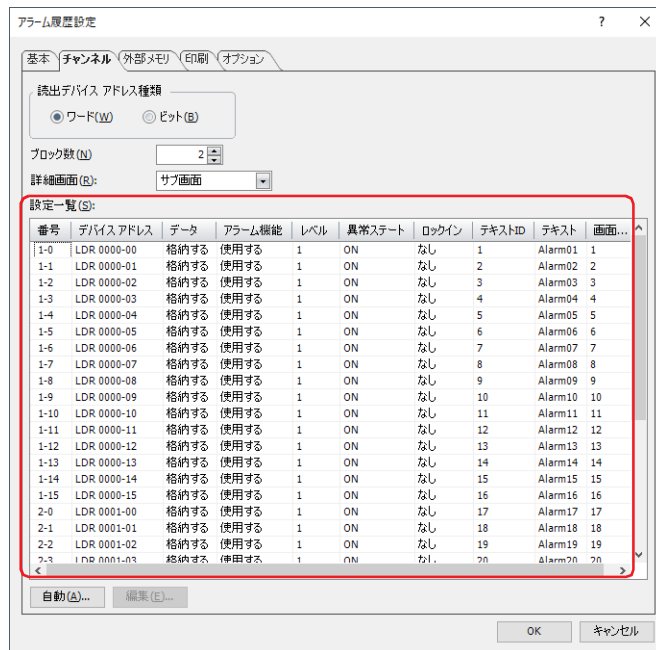 アラーム履歴設定 ? ×
基本 チャンネル 外部メモリ 印刷 オプション
読出デバイス アドレス種類
ワード(W) ビット(B)
ブロック数(N) 2
詳細画面(R): サブ画面
設定一覧(S):
番号 デバイス アドレス データ アラーム機能 レベル 異常ステート ロックイン テキストID テキスト 画面...
1-0 LDR 0000-00 格納する 使用する 1 ON なし 1 Alarm01 1
1-1 LDR 0000-01 格納する 使用する 1 ON なし 2 Alarm02 2
1-2 LDR 0000-02 格納する 使用する 1 ON なし 3 Alarm03 3
1-3 LDR 0000-03 格納する 使用する 1 ON なし 4 Alarm04 4
1-4 LDR 0000-04 格納する 使用する 1 ON なし 5 Alarm05 5
1-5 LDR 0000-05 格納する 使用する 1 ON なし 6 Alarm06 6
1-6 LDR 0000-06 格納する 使用する 1 ON なし 7 Alarm07 7
1-7 LDR 0000-07 格納する 使用する 1 ON なし 8 Alarm08 8
1-8 LDR 0000-08 格納する 使用する 1 ON なし 9 Alarm09 9
1-9 LDR 0000-09 格納する 使用する 1 ON なし 10 Alarm10 10
1-10 LDR 0000-10 格納する 使用する 1 ON なし 11 Alarm11 11
1-11 LDR 0000-11 格納する 使用する 1 ON なし 12 Alarm12 12
1-12 LDR 0000-12 格納する 使用する 1 ON なし 13 Alarm13 13
1-13 LDR 0000-13 格納する 使用する 1 ON なし 14 Alarm14 14
1-14 LDR 0000-14 格納する 使用する 1 ON なし 15 Alarm15 15
1-15 LDR 0000-15 格納する 使用する 1 ON なし 16 Alarm16 16
2-0 LDR 0001-00 格納する 使用する 1 ON なし 17 Alarm17 17
2-1 LDR 0001-01 格納する 使用する 1 ON なし 18 Alarm18 18
2-2 LDR 0001-02 格納する 使用する 1 ON なし 19 Alarm19 19
2-3 LDR 0001-03 格納する 使用する 1 ON なし 20 Alarm20 20
自動(A)... 編集(E)...
OK キャンセル